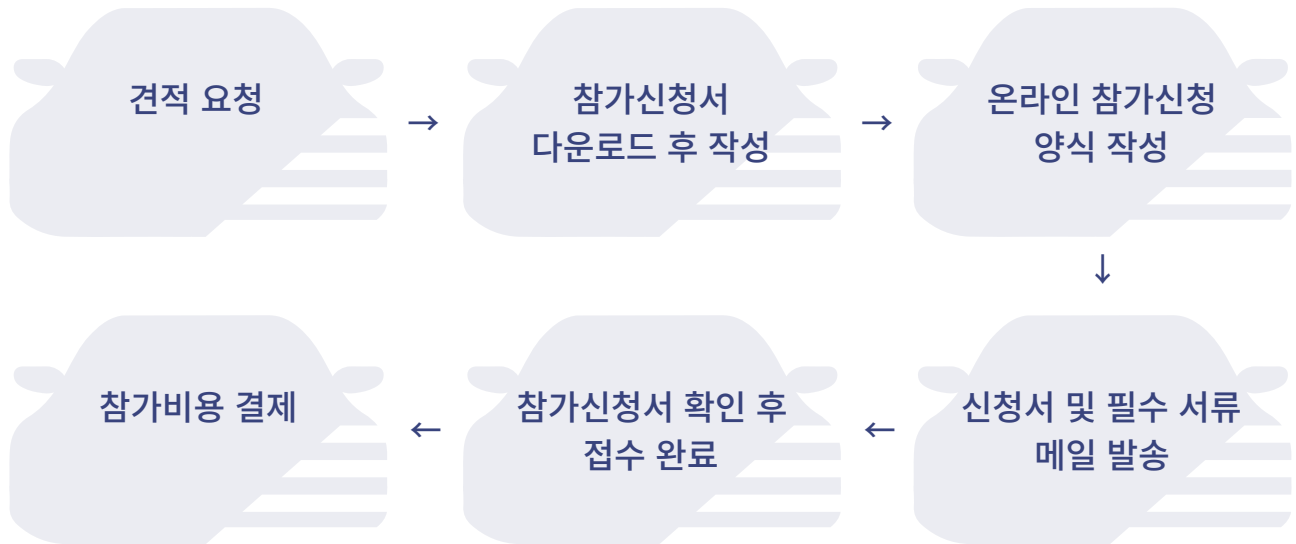 견적 요청
→
참가신청서
다운로드 후 작성
→
온라인 참가신청
양식 작성
↓
신청서 및 필수 서류
메일 발송
←
참가신청서 확인 후
접수 완료
←
참가비용 결제